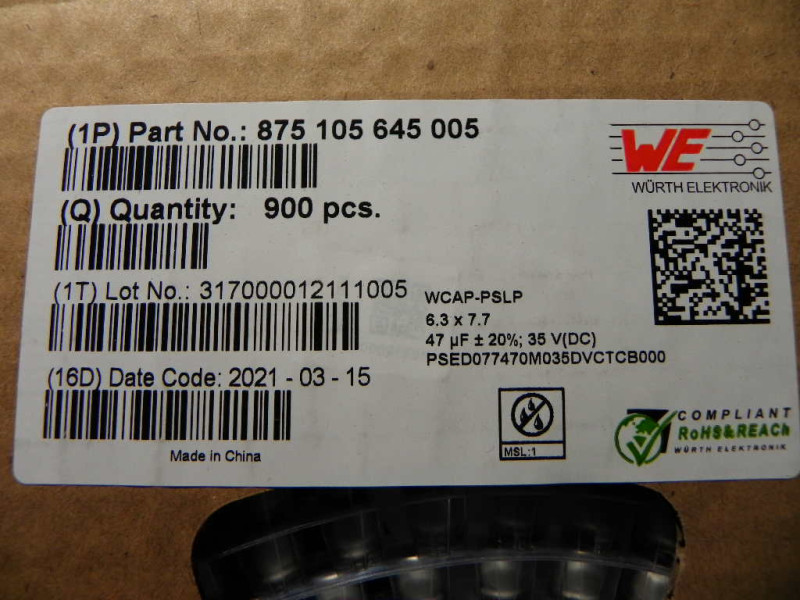 (1P) Part No.: 875 105 645 005
WE
WÜRTH ELEKTRONIK
(Q) Quantity: 900 pcs.
(1T) Lot No.: 317000012111005
WCAP-PSLP
6.3 x 7.7
47 µF ± 20%; 35 V(DC)
PSED077470M035DVCTCB000
(16D) Date Code: 2021 - 03 - 15
Made in China
MSL:1
COMPLIANT
RoHS&REACh
WÜRTH ELEKTRONIK